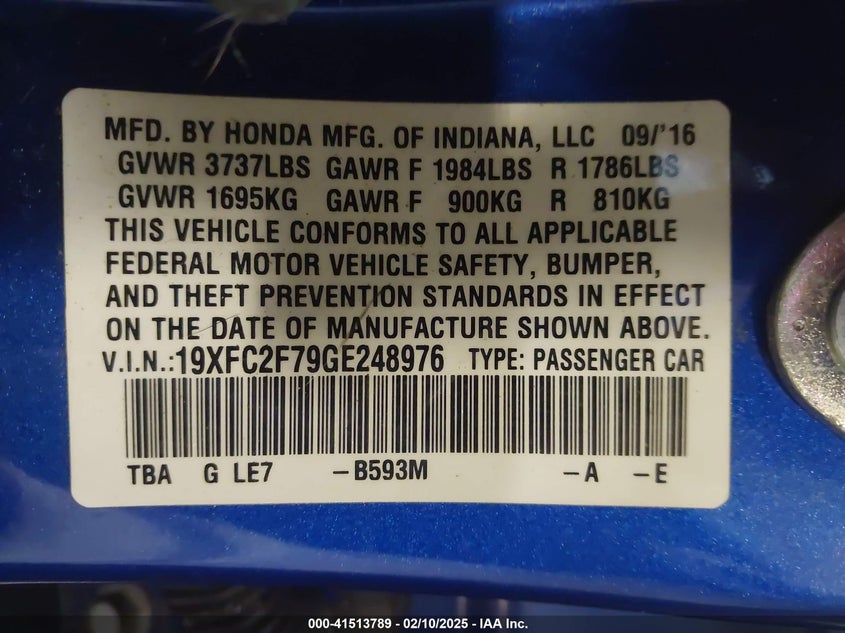 MFD. BY HONDA MFG. OF INDIANA, LLC 09/'16
GVWR 3737LBS GAWR F 1984LBS R 1786LBS
GVWR 1695KG GAWR F 900KG R 810KG
THIS VEHICLE CONFORMS TO ALL APPLICABLE
FEDERAL MOTOR VEHICLE SAFETY, BUMPER,
AND THEFT PREVENTION STANDARDS IN EFFECT
ON THE DATE OF MANUFACTURE SHOWN ABOVE.
V.I.N.:19XFC2F79GE248976 TYPE: PASSENGER CAR
TBA G LE7 –B593M –A –E
000-41513789 - 02/10/2025 - IAA Inc.